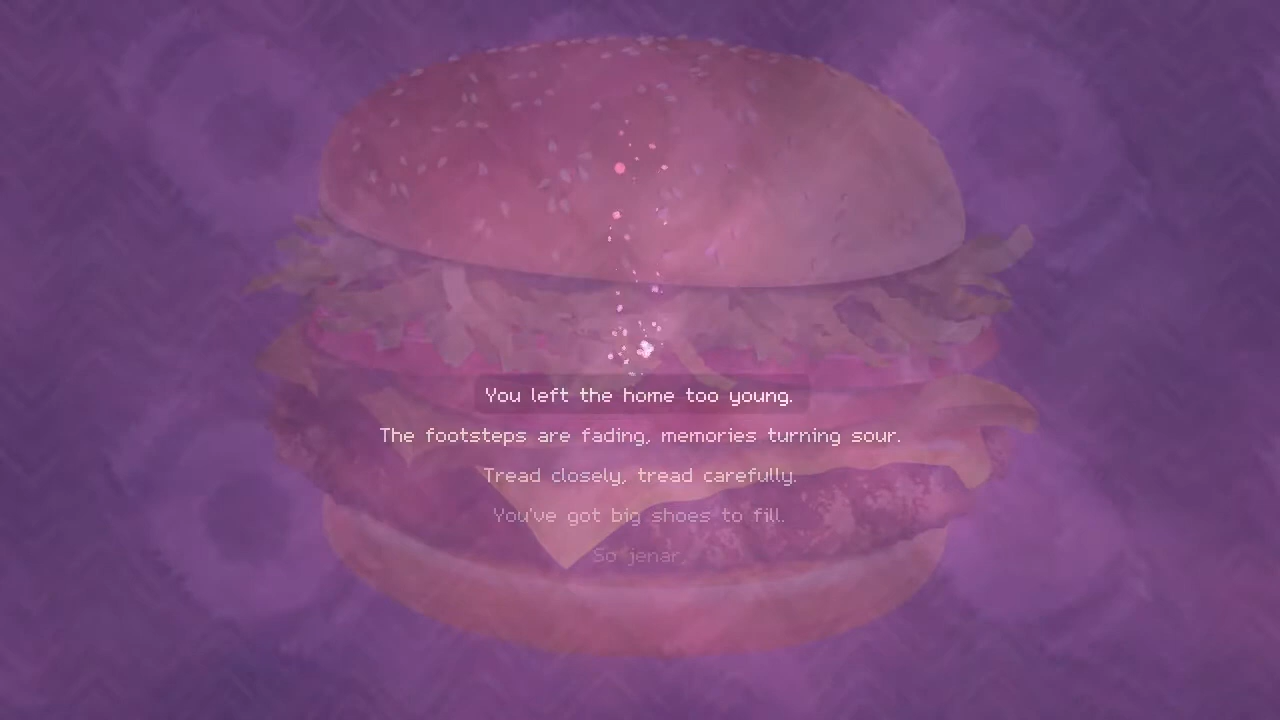 You left the home too young.
The footsteps are fading, memories turning sour.
Tread closely, tread carefully.
You've got big shoes to fill.
So jenar